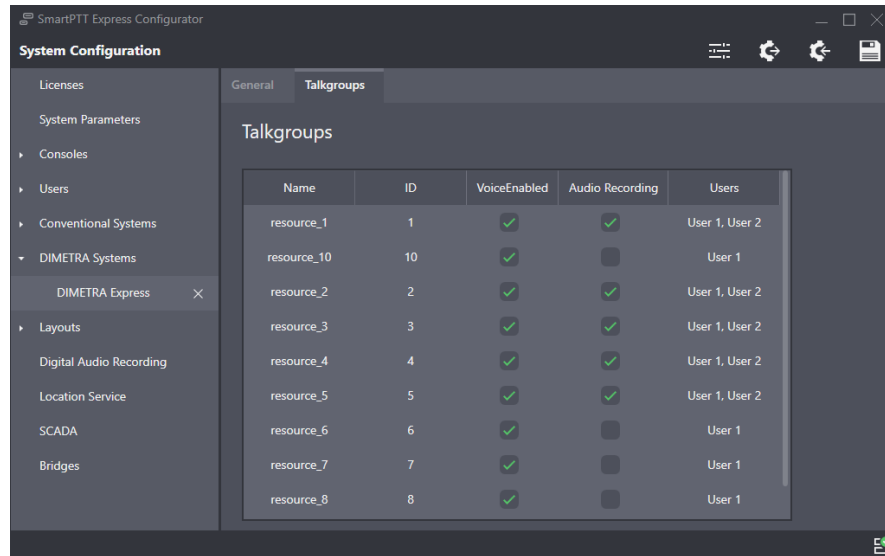 SmartPTT Express Configurator
System Configuration
Licenses
System Parameters
Consoles
Users
Conventional Systems
DIMETRA Systems
DIMETRA Express
Layouts
Digital Audio Recording
Location Service
SCADA
Bridges
General Talkgroups
Talkgroups
Name ID VoiceEnabled Audio Recording Users
resource_1 1 User 1, User 2
resource_10 10 User 1
resource_2 2 User 1, User 2
resource_3 3 User 1, User 2
resource_4 4 User 1, User 2
resource_5 5 User 1, User 2
resource_6 6 User 1
resource_7 7 User 1
resource_8 8 User 1